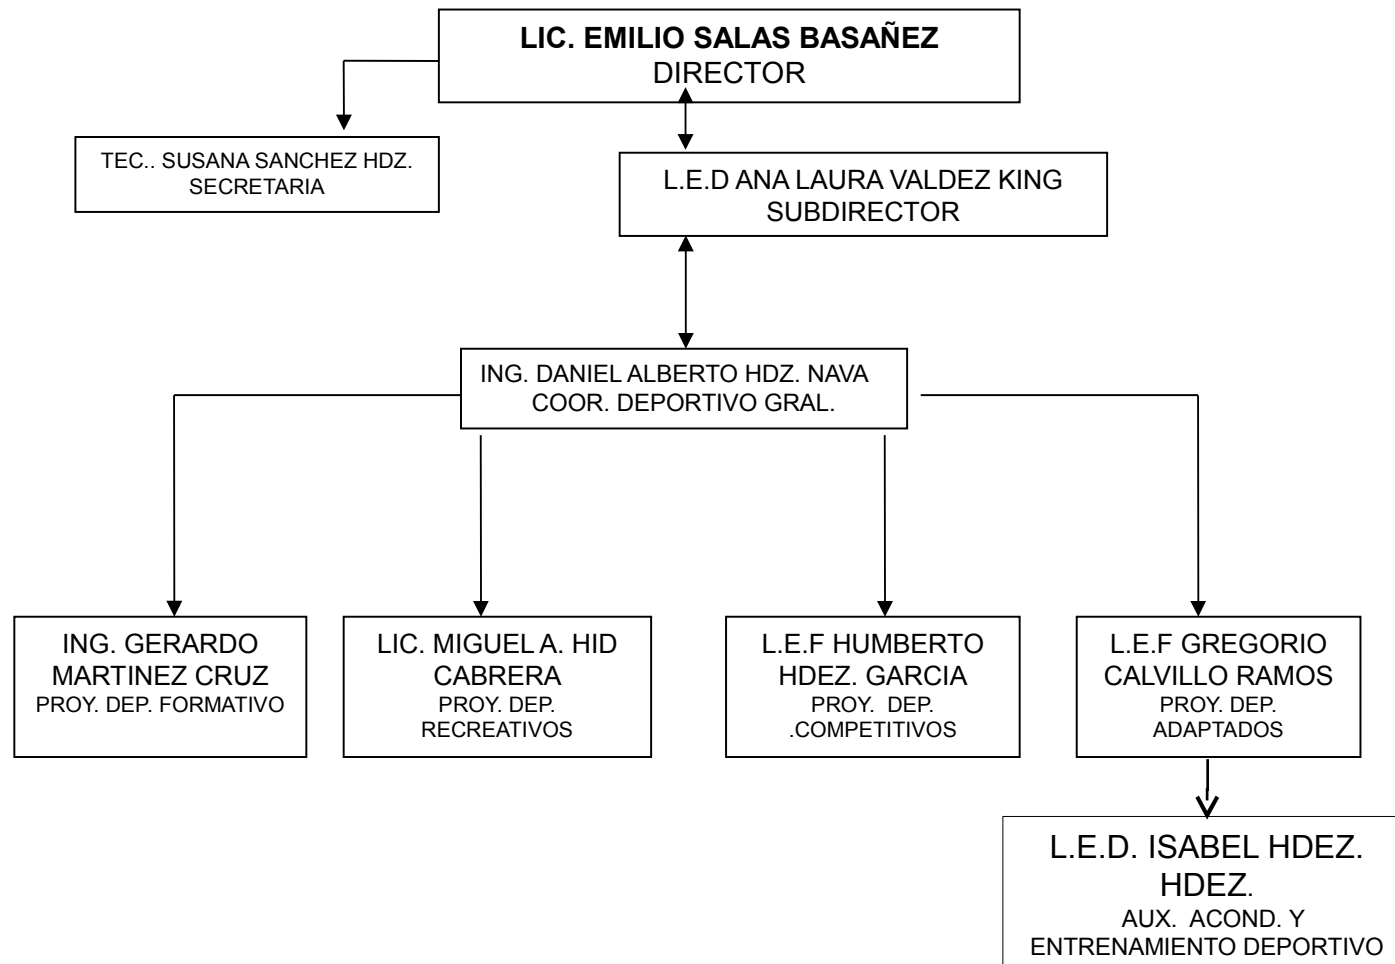 LIC. EMILIO SALAS BASAÑEZ
DIRECTOR
TEC.. SUSANA SANCHEZ HDZ.
SECRETARIA
L.E.D ANA LAURA VALDEZ KING
SUBDIRECTOR
ING. DANIEL ALBERTO HDZ. NAVA
COOR. DEPORTIVO GRAL.
ING. GERARDO
MARTINEZ CRUZ
PROY. DEP. FORMATIVO
LIC. MIGUEL A. HID
CABRERA
PROY. DEP.
RECREATIVOS
L.E.F HUMBERTO
HDEZ. GARCIA
PROY. DEP.
.COMPETITIVOS
L.E.F GREGORIO
CALVILLO RAMOS
PROY. DEP.
ADAPTADOS
L.E.D. ISABEL HDEZ.
HDEZ.
AUX. ACOND. Y
ENTRENAMIENTO DEPORTIVO